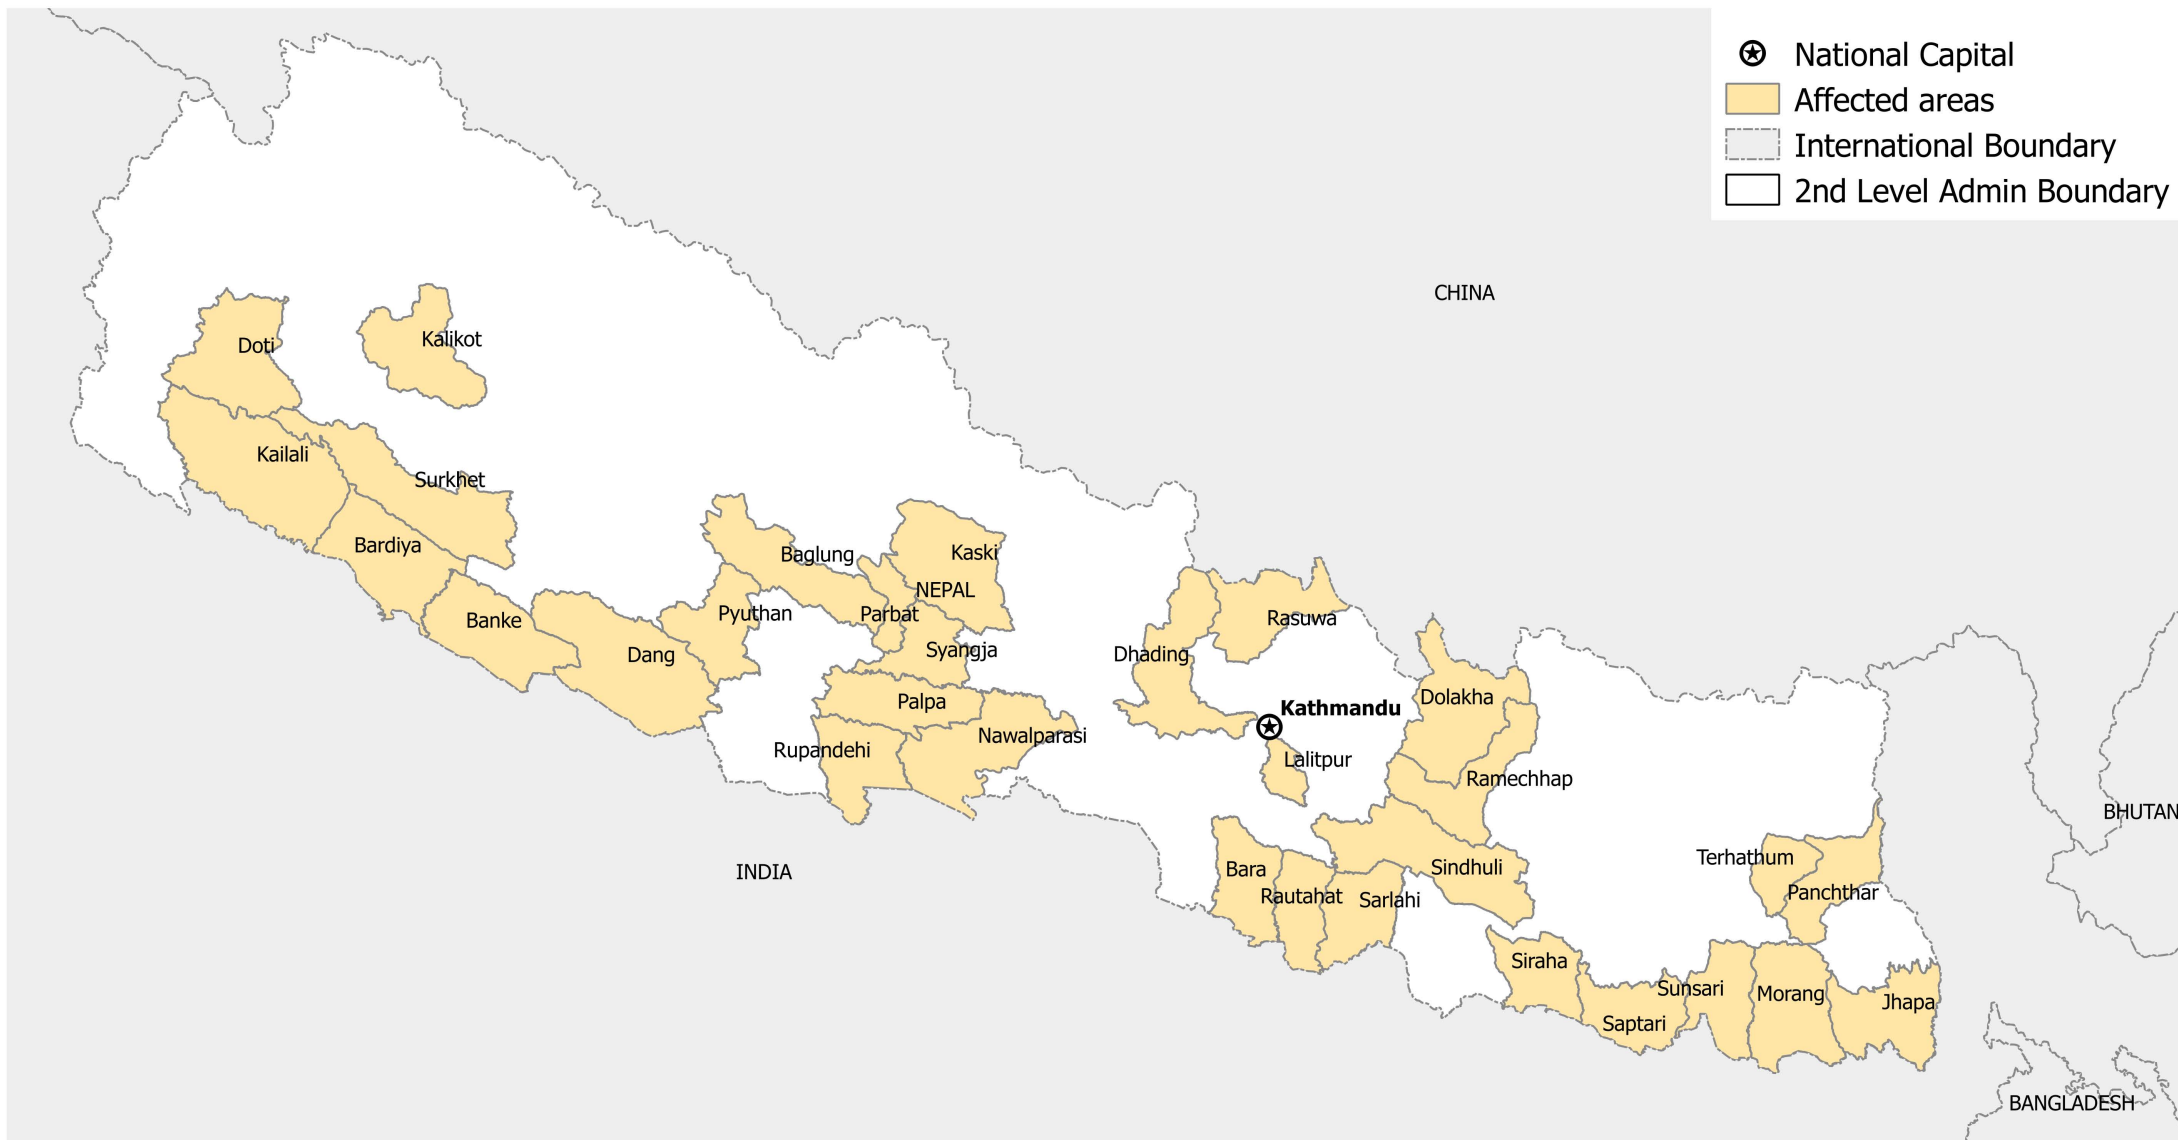 National Capital
Affected areas
International Boundary
2nd Level Admin Boundary
CHINA
Doti
Kalikot
Kailali
Surkhet
Bardiya
Baglung
Kaski
NEPAL
Banke
Pyuthan
Parbat
Rasuwa
Dang
Syangja
Dhading
Palpa
Kathmandu
Dolakha
Rupandehi
Nawalparasi
Lalitpur
Ramechhap
BHUTAN
INDIA
Bara
Sindhuli
Terhathum
Rautahat
Sarlahi
Panchthar
Siraha
Sunsari
Morang
Jhapa
Saptari
BANGLADESH